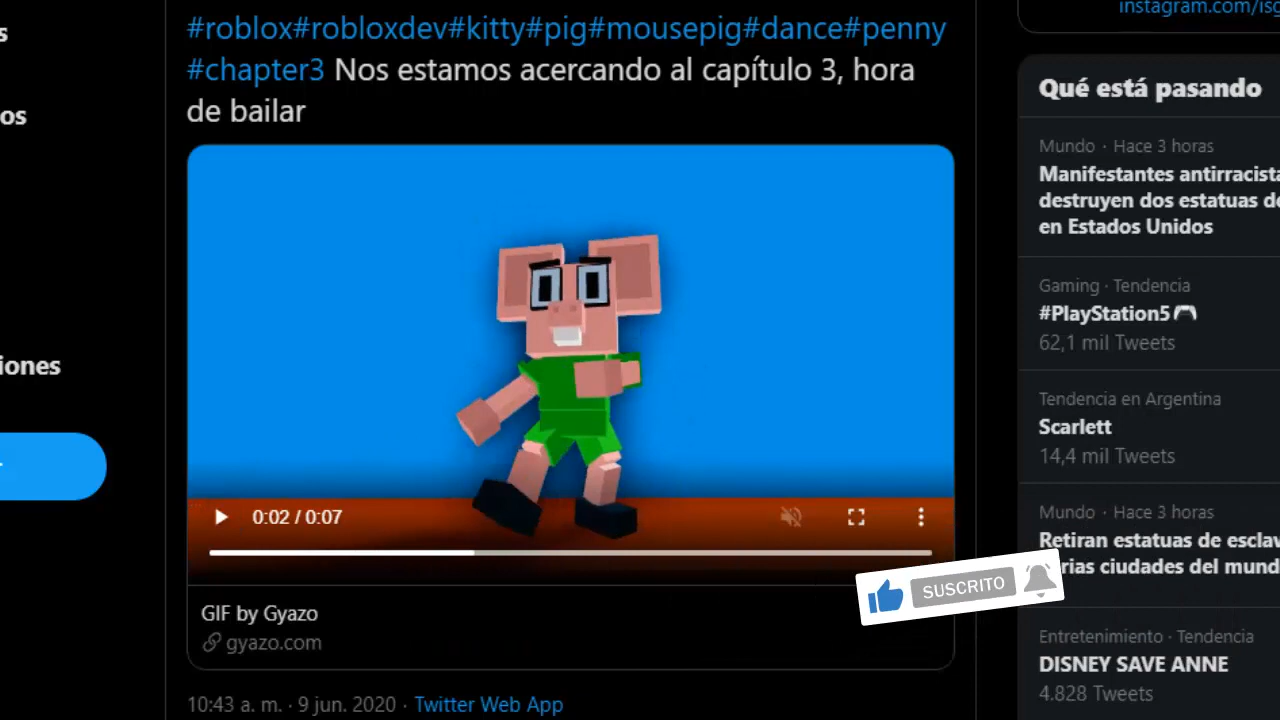 #roblox#robloxdev#kitty#pig#mousepig#dance#penny
#chapter3 Nos estamos acercando al capítulo 3, hora
de bailar
0:02 / 0:07
GIF by Gyazo
gyazo.com
10:43 a. m. · 9 jun. 2020 · Twitter Web App
s
os
iones
SUSCRITO
instagram.com/isg
Qué está pasando
Mundo · Hace 3 horas
Manifestantes antirracista
destruyen dos estatuas de
en Estados Unidos
Gaming · Tendencia
#PlayStation5
62,1 mil Tweets
Tendencia en Argentina
Scarlett
14,4 mil Tweets
Mundo · Hace 3 horas
Retiran estatuas de esclav
rias ciudades del mund
Entretenimiento · Tendencia
DISNEY SAVE ANNE
4.828 Tweets